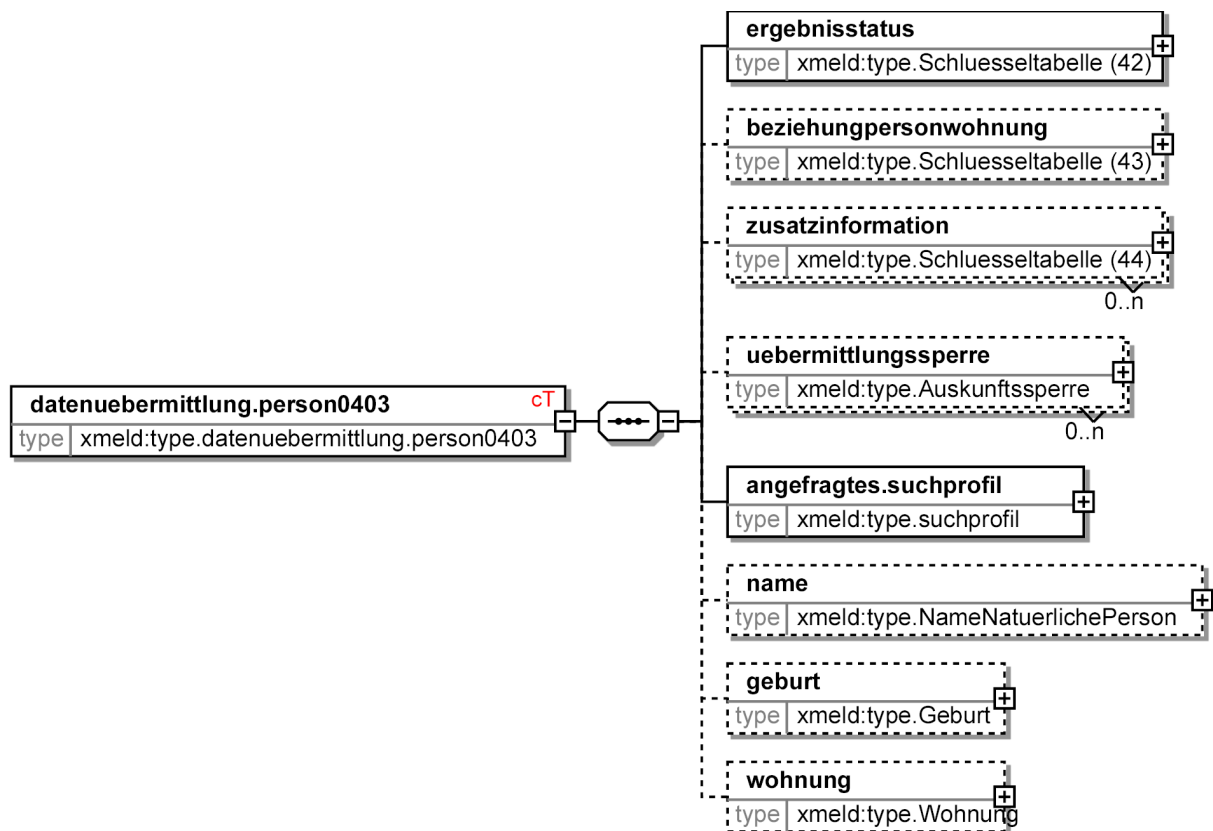 ergebnisstatus
type xmeld:type.Schluesseltabelle (42)
beziehungpersonwohnung
type xmeld:type.Schluesseltabelle (43)
zusatzinformation
type xmeld:type.Schluesseltabelle (44)
0..n
uebermittlungssperre
type xmeld:type.Auskunftssperre
0..n
datenuebermittlung.person0403 cT
type xmeld:type.datenuebermittlung.person0403
angefragtes.suchprofil
type xmeld:type.suchprofil
name
type xmeld:type.NameNatuerlichePerson
geburt
type xmeld:type.Geburt
wohnung
type xmeld:type.Wohnung